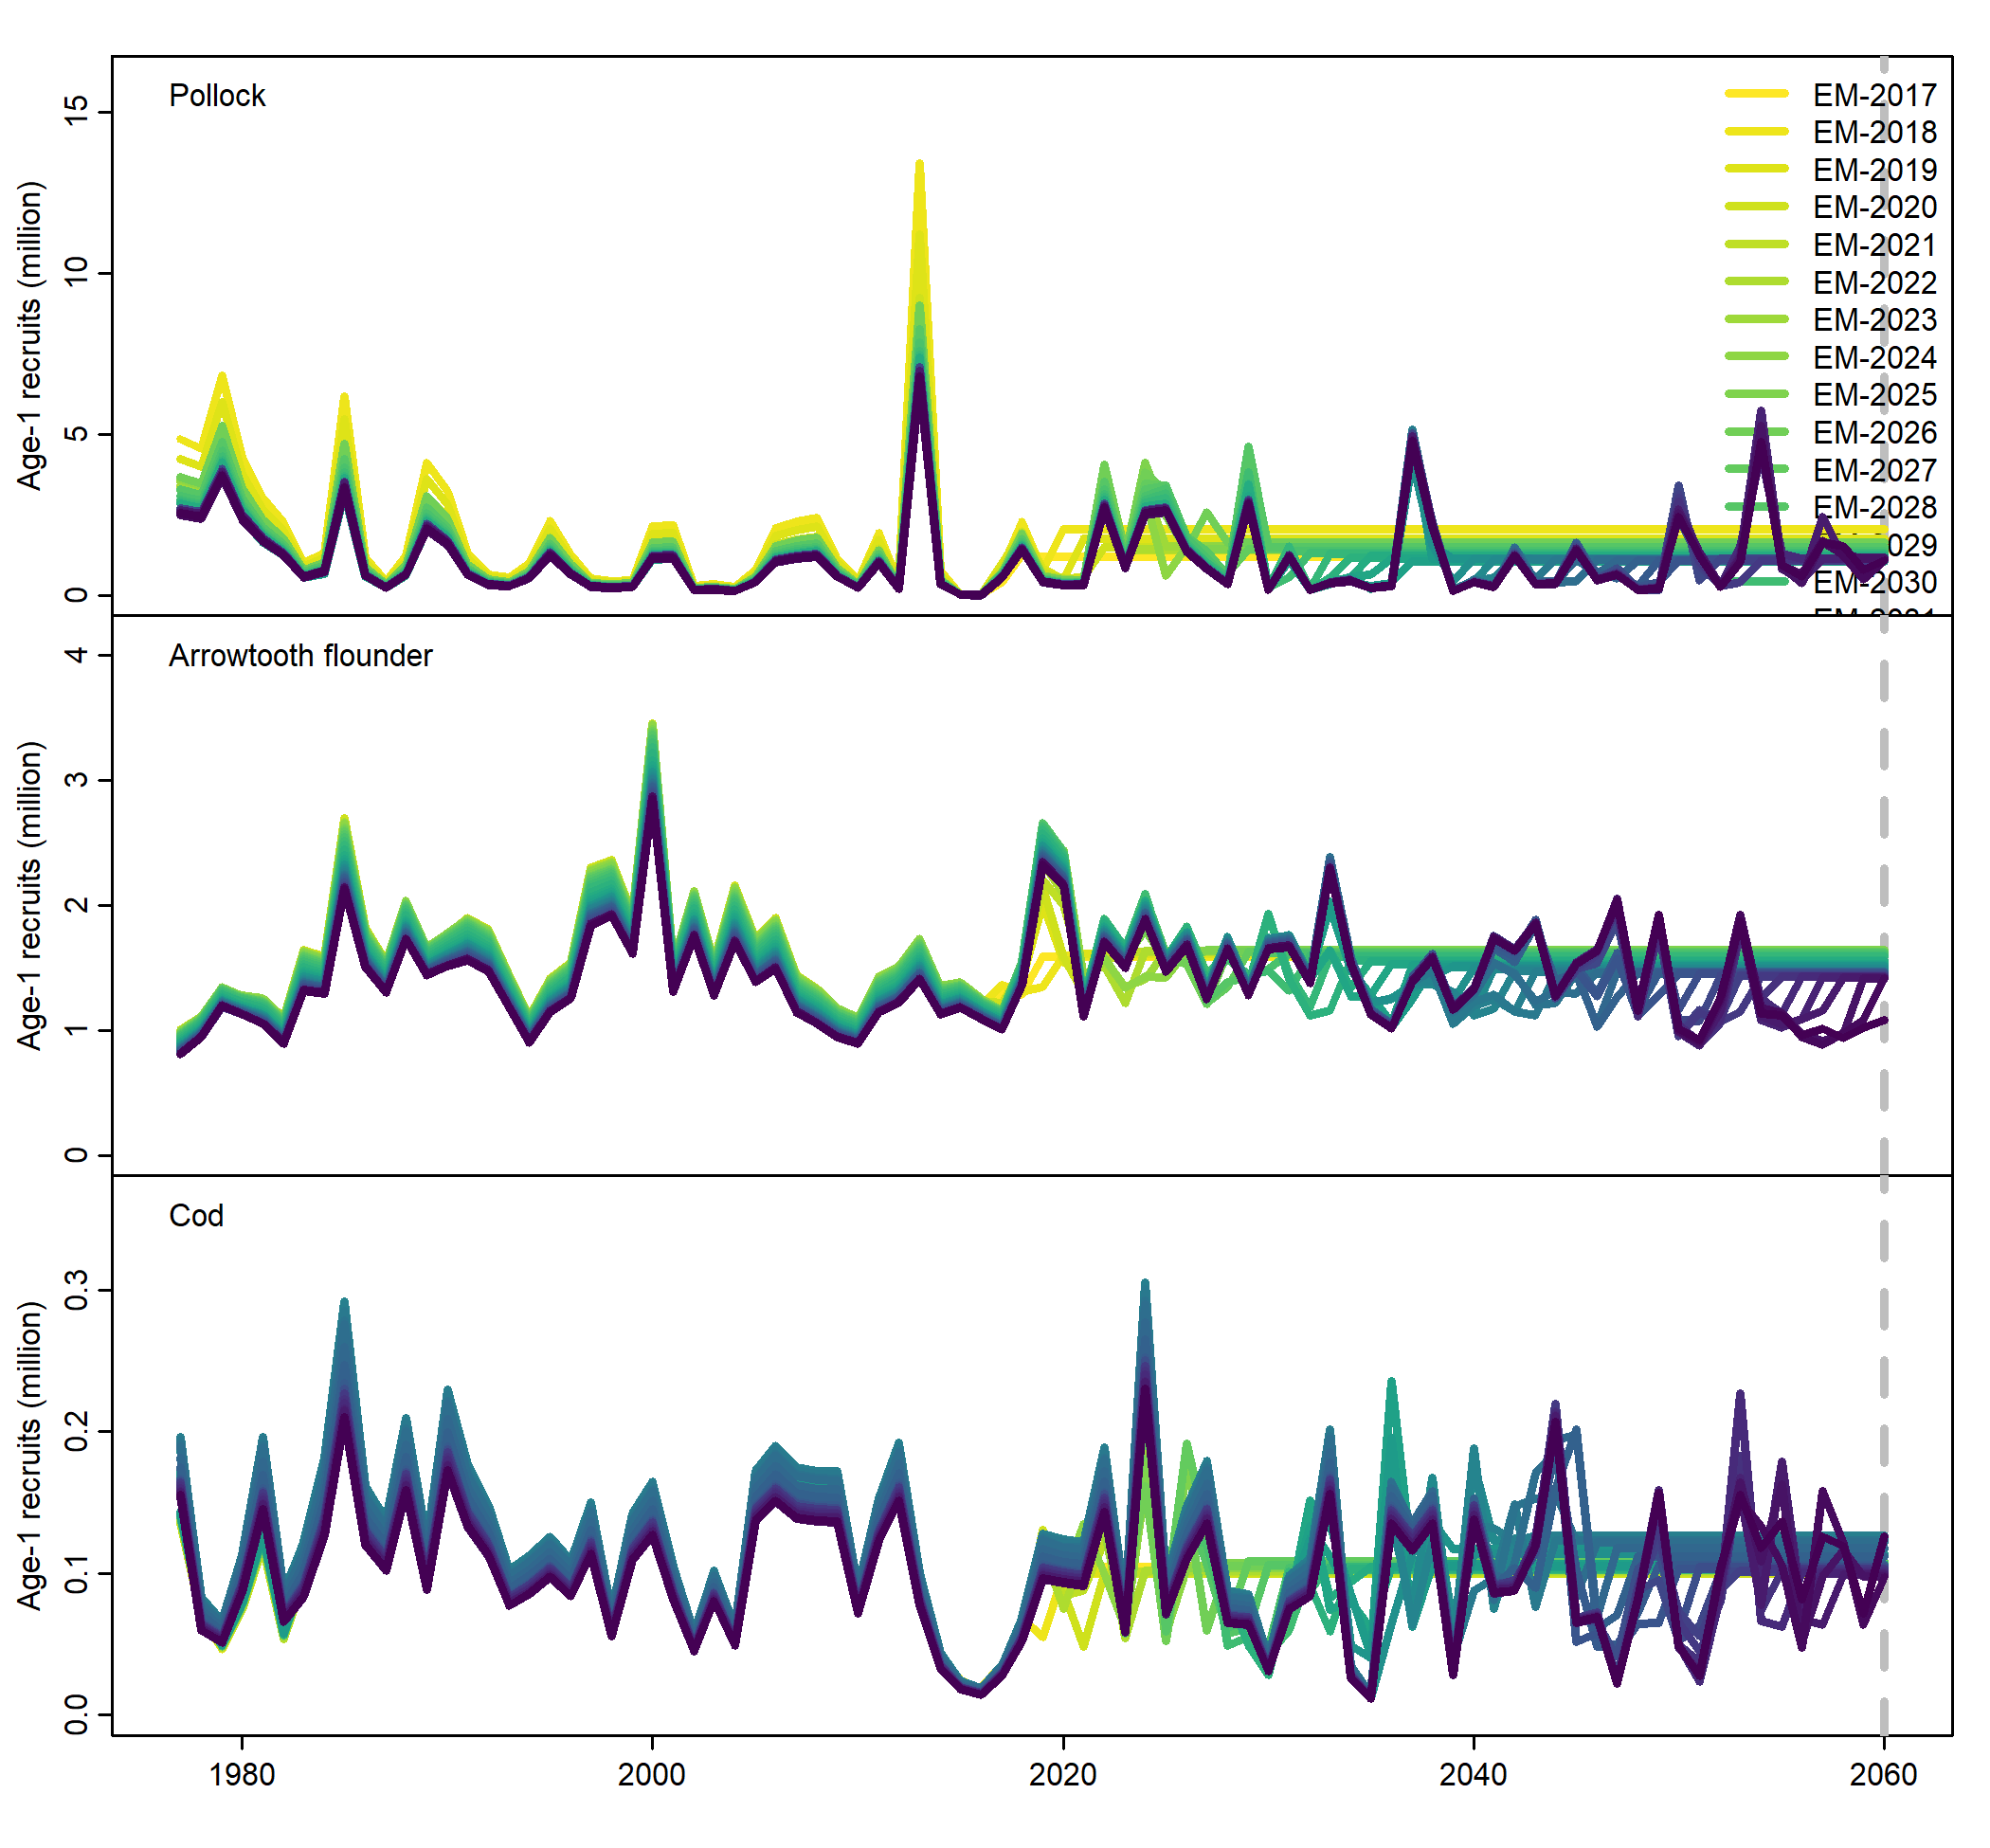 Pollock
Age-1 recruits (million)
15
10
5
0
EM-2017
EM-2018
EM-2019
EM-2020
EM-2021
EM-2022
EM-2023
EM-2024
EM-2025
EM-2026
EM-2027
EM-2028
029
EM-2030
Arrowtooth flounder
Age-1 recruits (million)
4
3
2
1
0
Cod
Age-1 recruits (million)
0.3
0.2
0.1
0.0
1980
2000
2020
2040
2060